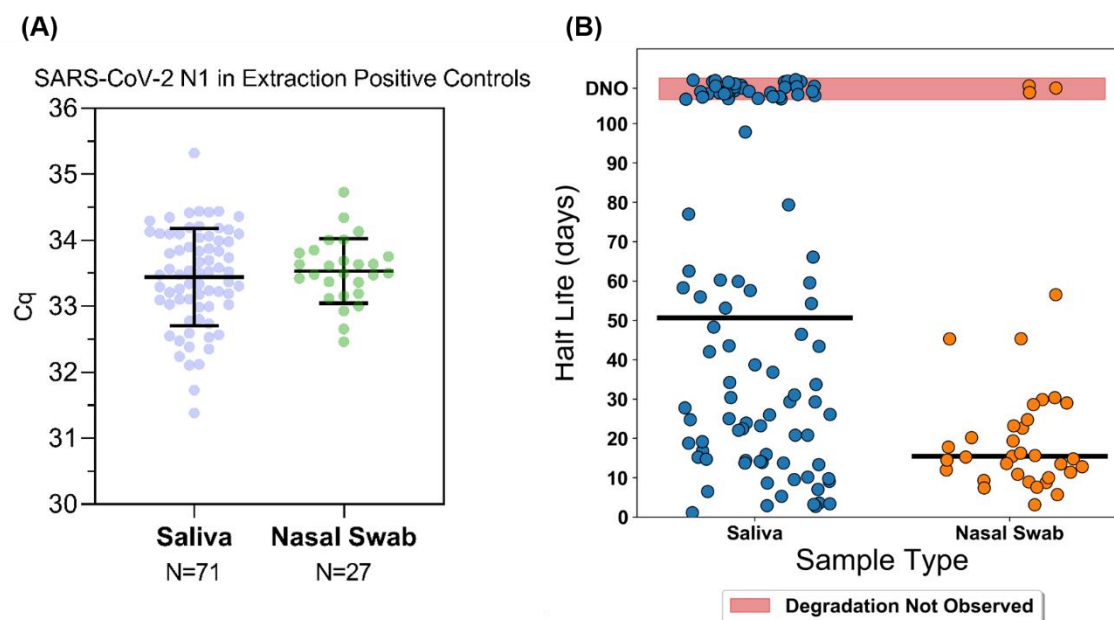 (A)
SARS-CoV-2 N1 in Extraction Positive Controls
36
35
34
33
32
31
30
Cq
Saliva
Nasal Swab
N=71
N=27
(B)
DNO
100
90
80
70
60
50
40
30
20
10
0
Half Life (days)
Saliva
Nasal Swab
Sample Type
Degradation Not Observed